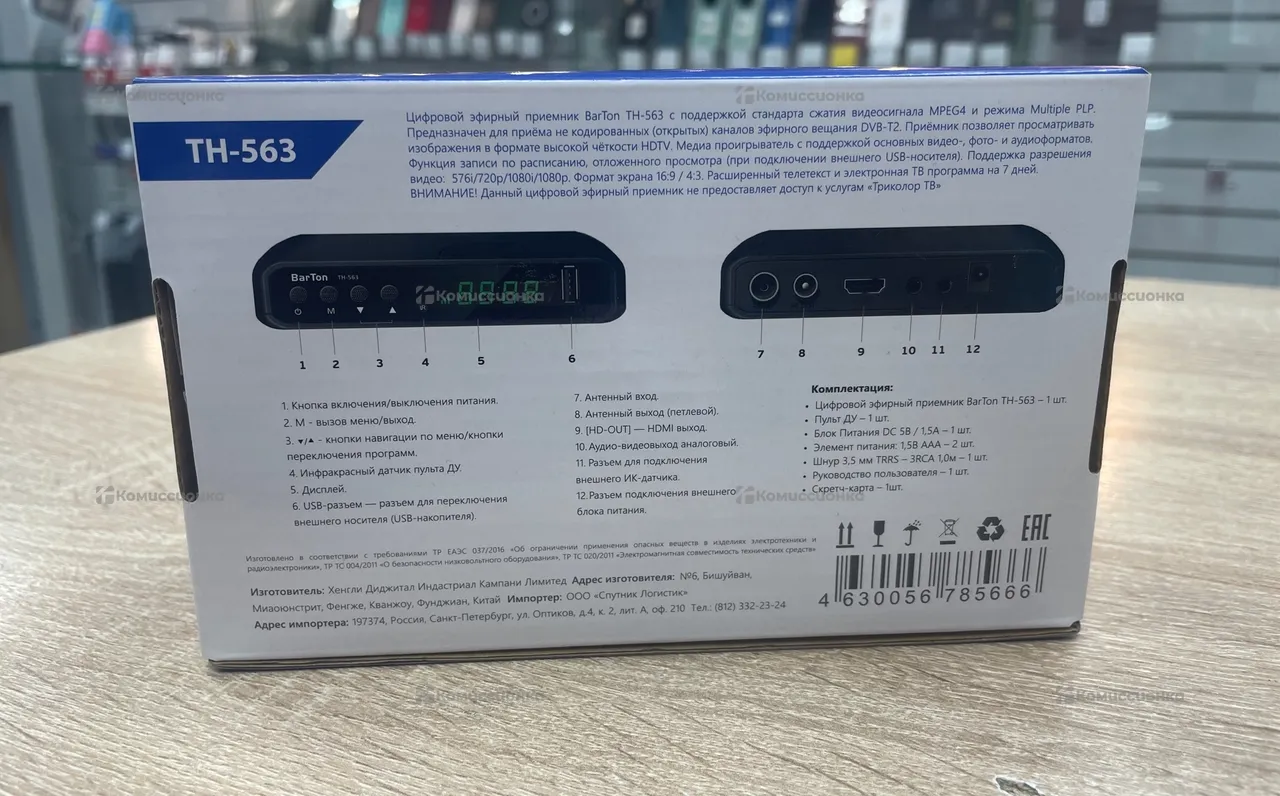 TH-563
Цифровой эфирный приемник BarTon TH-563 с поддержкой стандарта сжатия видеосигнала MPEG4 и режима Multiple PLP.
Предназначен для приёма не кодированных (открытых) каналов эфирного вещания DVB-T2. Приёмник позволяет просматривать
изображения в формате высокой чёткости HDTV. Медиа проигрыватель с поддержкой основных видео-, фото- и аудиоформатов.
Функция записи по расписанию, отложенного просмотра (при подключении внешнего USB-носителя). Поддержка разрешения
видео: 576i/720p/1080i/1080p. Формат экрана 16:9 / 4:3. Расширенный телетекст и электронная ТВ программа на 7 дней.
ВНИМАНИЕ! Данный цифровой эфирный приемник не предоставляет доступ к услугам «Триколор ТВ»
BarTon TH-563
M
IR
1 2 3 4 5 6
7 8 9 10 11 12
1. Кнопка включения/выключения питания.
2. М - вызов меню/выход.
3. ▼/▲ - кнопки навигации по меню/кнопки
переключения программ.
4. Инфракрасный датчик пульта ДУ.
5. Дисплей.
6. USB-разъем — разъем для переключения
внешнего носителя (USB-накопителя).
7. Антенный вход.
8. Антенный выход (петлевой).
9. [HD-OUT] — HDMI выход.
10. Аудио-видеовыход аналоговый.
11. Разъем для подключения
внешнего ИК-датчика.
12. Разъем подключения внешнего
блока питания.
Комплектация:
• Цифровой эфирный приемник BarTon TH-563 – 1 шт.
• Пульт ДУ – 1 шт.
• Блок Питания DC 5В / 1,5А – 1 шт.
• Элемент питания: 1,5В ААА – 2 шт.
• Шнур 3,5 мм TRRS – 3RCA 1,0м – 1 шт.
• Руководство пользователя – 1 шт.
• Скретч-карта – 1шт.
EAC
Изготовлено в соответствии с требованиями ТР ЕАЭС 037/2016 «Об ограничении применения опасных веществ в изделиях электротехники и
радиоэлектроники», ТР ТС 004/2011 «О безопасности низковольтного оборудования», ТР ТС 020/2011 «Электромагнитная совместимость технических средств»
Изготовитель: Хенгли Диджитал Индастриал Кампани Лимитед Адрес изготовителя: №6, Бишуйван,
Миаоюнстрит, Фенгже, Кванжоу, Фунджиан, Китай Импортер: ООО «Спутник Логистик»
Адрес импортера: 197374, Россия, Санкт-Петербург, ул. Оптиков, д.4, к. 2, лит. А, оф. 210 Тел.: (812) 332-23-24
4 630056 785666
Комиссионка
Комиссионка
Комиссионка
Комиссионка
Комиссионка
Комиссионка
Комиссионка
Комиссионка